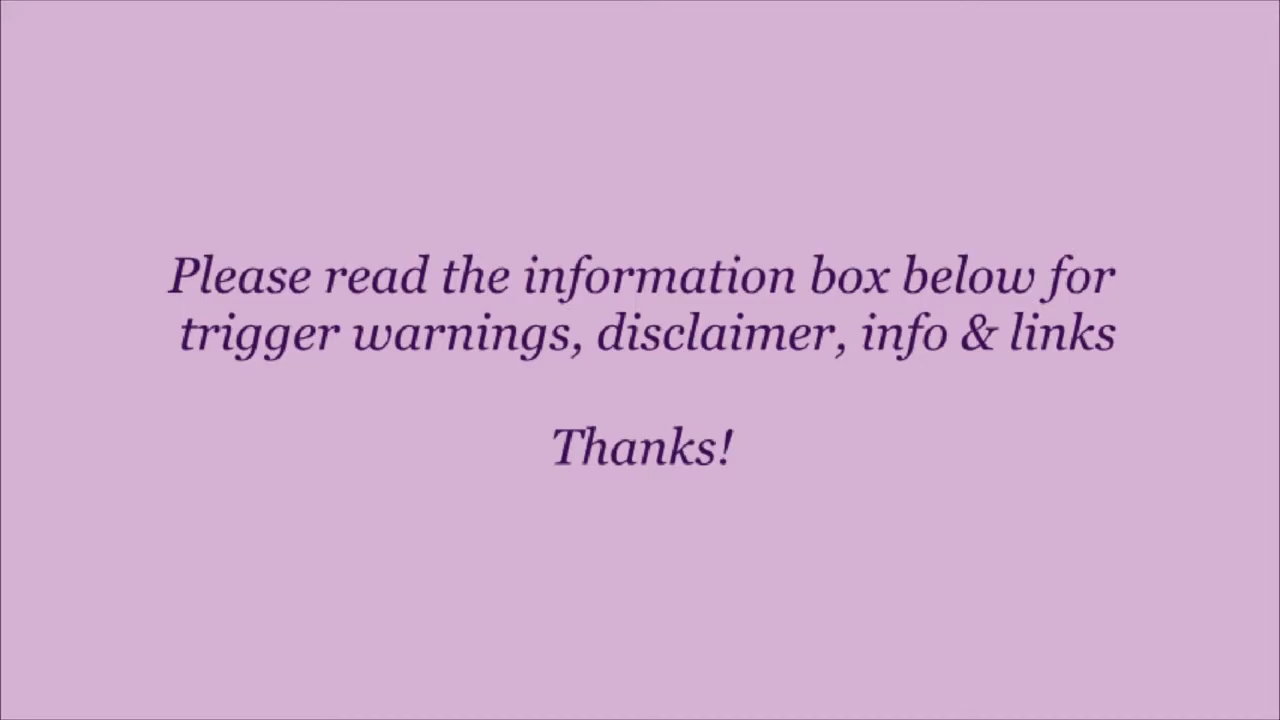 Please read the information box below for
trigger warnings, disclaimer, info & links
Thanks!